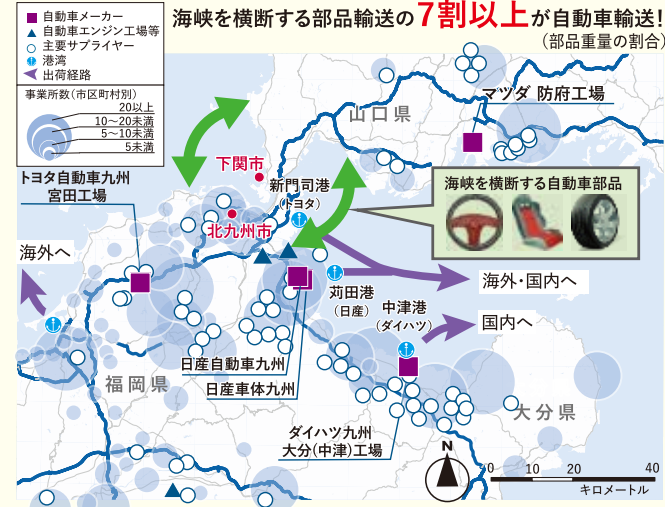 海峡を横断する部品輸送の7割以上が自動車輸送!
(部品重量の割合)
自動車メーカー
自動車エンジン工場等
主要サプライヤー
港湾
出荷経路
事業所数(市区町村別)
20以上
10〜20未満
5〜10未満
5未満
マツダ 防府工場
山口県
下関市
トヨタ自動車九州
宮田工場
新門司港
(トヨタ)
海峡を横断する自動車部品
北九州市
海外へ
海外・国内へ
苅田港
(日産)
中津港
(ダイハツ)
国内へ
日産自動車九州
日産車体九州
福岡県
大分県
ダイハツ九州
大分(中津)工場
N
0 10 20 40
キロメートル